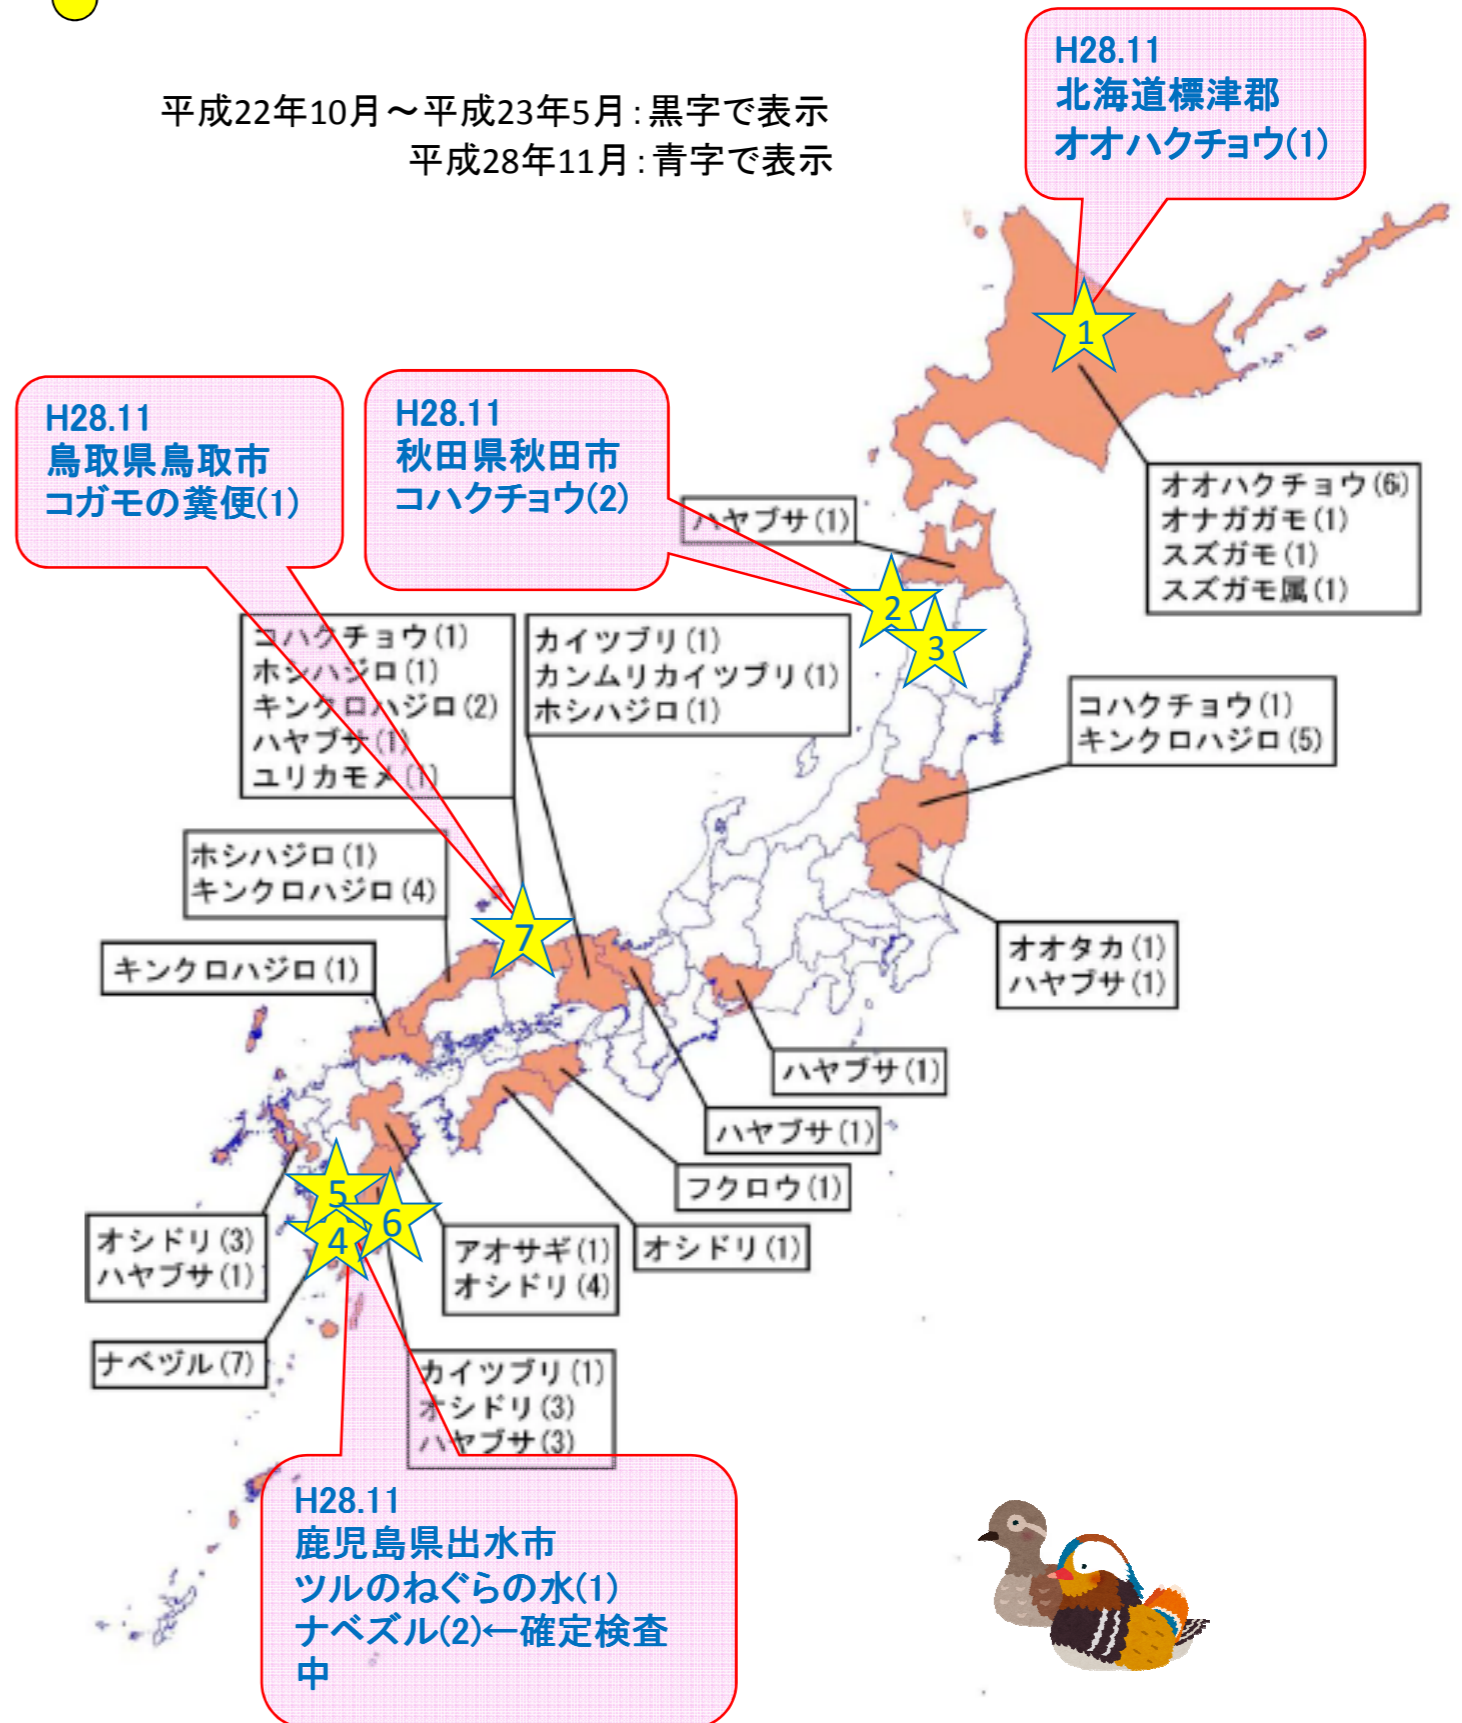 H28.11
北海道標津郡
オオハクチョウ(1)
平成22年10月～平成23年5月：黒字で表示
平成28年11月：青字で表示
1
H28.11
鳥取県鳥取市
コガモの糞便(1)
H28.11
秋田県秋田市
コハクチョウ(2)
ハヤブサ(1)
オオハクチョウ(6)
オナガガモ(1)
スズガモ(1)
スズガモ属(1)
2
3
コハクチョウ(1)
ホシハジロ(1)
キンクロハジロ(2)
ハヤブサ(1)
ユリカモメ(1)
カイツブリ(1)
カンムリカイツブリ(1)
ホシハジロ(1)
コハクチョウ(1)
キンクロハジロ(5)
ホシハジロ(1)
キンクロハジロ(4)
7
キンクロハジロ(1)
オオタカ(1)
ハヤブサ(1)
ハヤブサ(1)
ハヤブサ(1)
フクロウ(1)
オシドリ(1)
5
6
4
オシドリ(3)
ハヤブサ(1)
アオサギ(1)
オシドリ(4)
ナベヅル(7)
カイツブリ(1)
オシドリ(3)
ハヤブサ(3)
H28.11
鹿児島県出水市
ツルのねぐらの水(1)
ナベズル(2)←確定検査
中